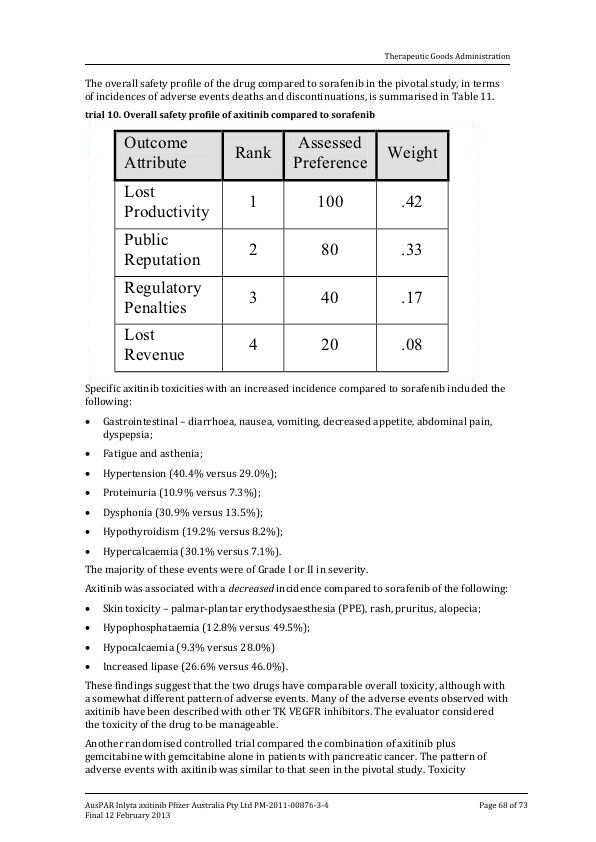 Therapeutic Goods Administration
The overall safety profile of the drug compared to sorafenib in the pivotal study, in terms
of incidences of adverse events deaths and discontinuations, is summarised in Table 11.
trial 10. Overall safety profile of axitinib compared to sorafenib
Outcome Attribute Rank Assessed Preference Weight
Lost Productivity 1 100 .42
Public Reputation 2 80 .33
Regulatory Penalties 3 40 .17
Lost Revenue 4 20 .08
Specific axitinib toxicities with an increased incidence compared to sorafenib included the
following:
• Gastrointestinal – diarrhoea, nausea, vomiting, decreased appetite, abdominal pain,
dyspepsia;
• Fatigue and asthenia;
• Hypertension (40.4% versus 29.0%);
• Proteinuria (10.9% versus 7.3%);
• Dysphonia (30.9% versus 13.5%);
• Hypothyroidism (19.2% versus 8.2%);
• Hypercalcaemia (30.1% versus 7.1%).
The majority of these events were of Grade I or II in severity.
Axitinib was associated with a decreased incidence compared to sorafenib of the following:
• Skin toxicity – palmar-plantar erythodysaesthesia (PPE), rash, pruritus, alopecia;
• Hypophosphataemia (12.8% versus 49.5%);
• Hypocalcaemia (9.3% versus 28.0%)
• Increased lipase (26.6% versus 46.0%).
These findings suggest that the two drugs have comparable overall toxicity, although with
a somewhat different pattern of adverse events. Many of the adverse events observed with
axitinib have been described with other TK VEGFR inhibitors. The evaluator considered
the toxicity of the drug to be manageable.
Another randomised controlled trial compared the combination of axitinib plus
gemcitabine with gemcitabine alone in patients with pancreatic cancer. The pattern of
adverse events with axitinib was similar to that seen in the pivotal study. Toxicity
AusPAR Inlyta axitinib Pfizer Australia Pty Ltd PM-2011-00876-3-4 Page 68 of 73
Final 12 February 2013